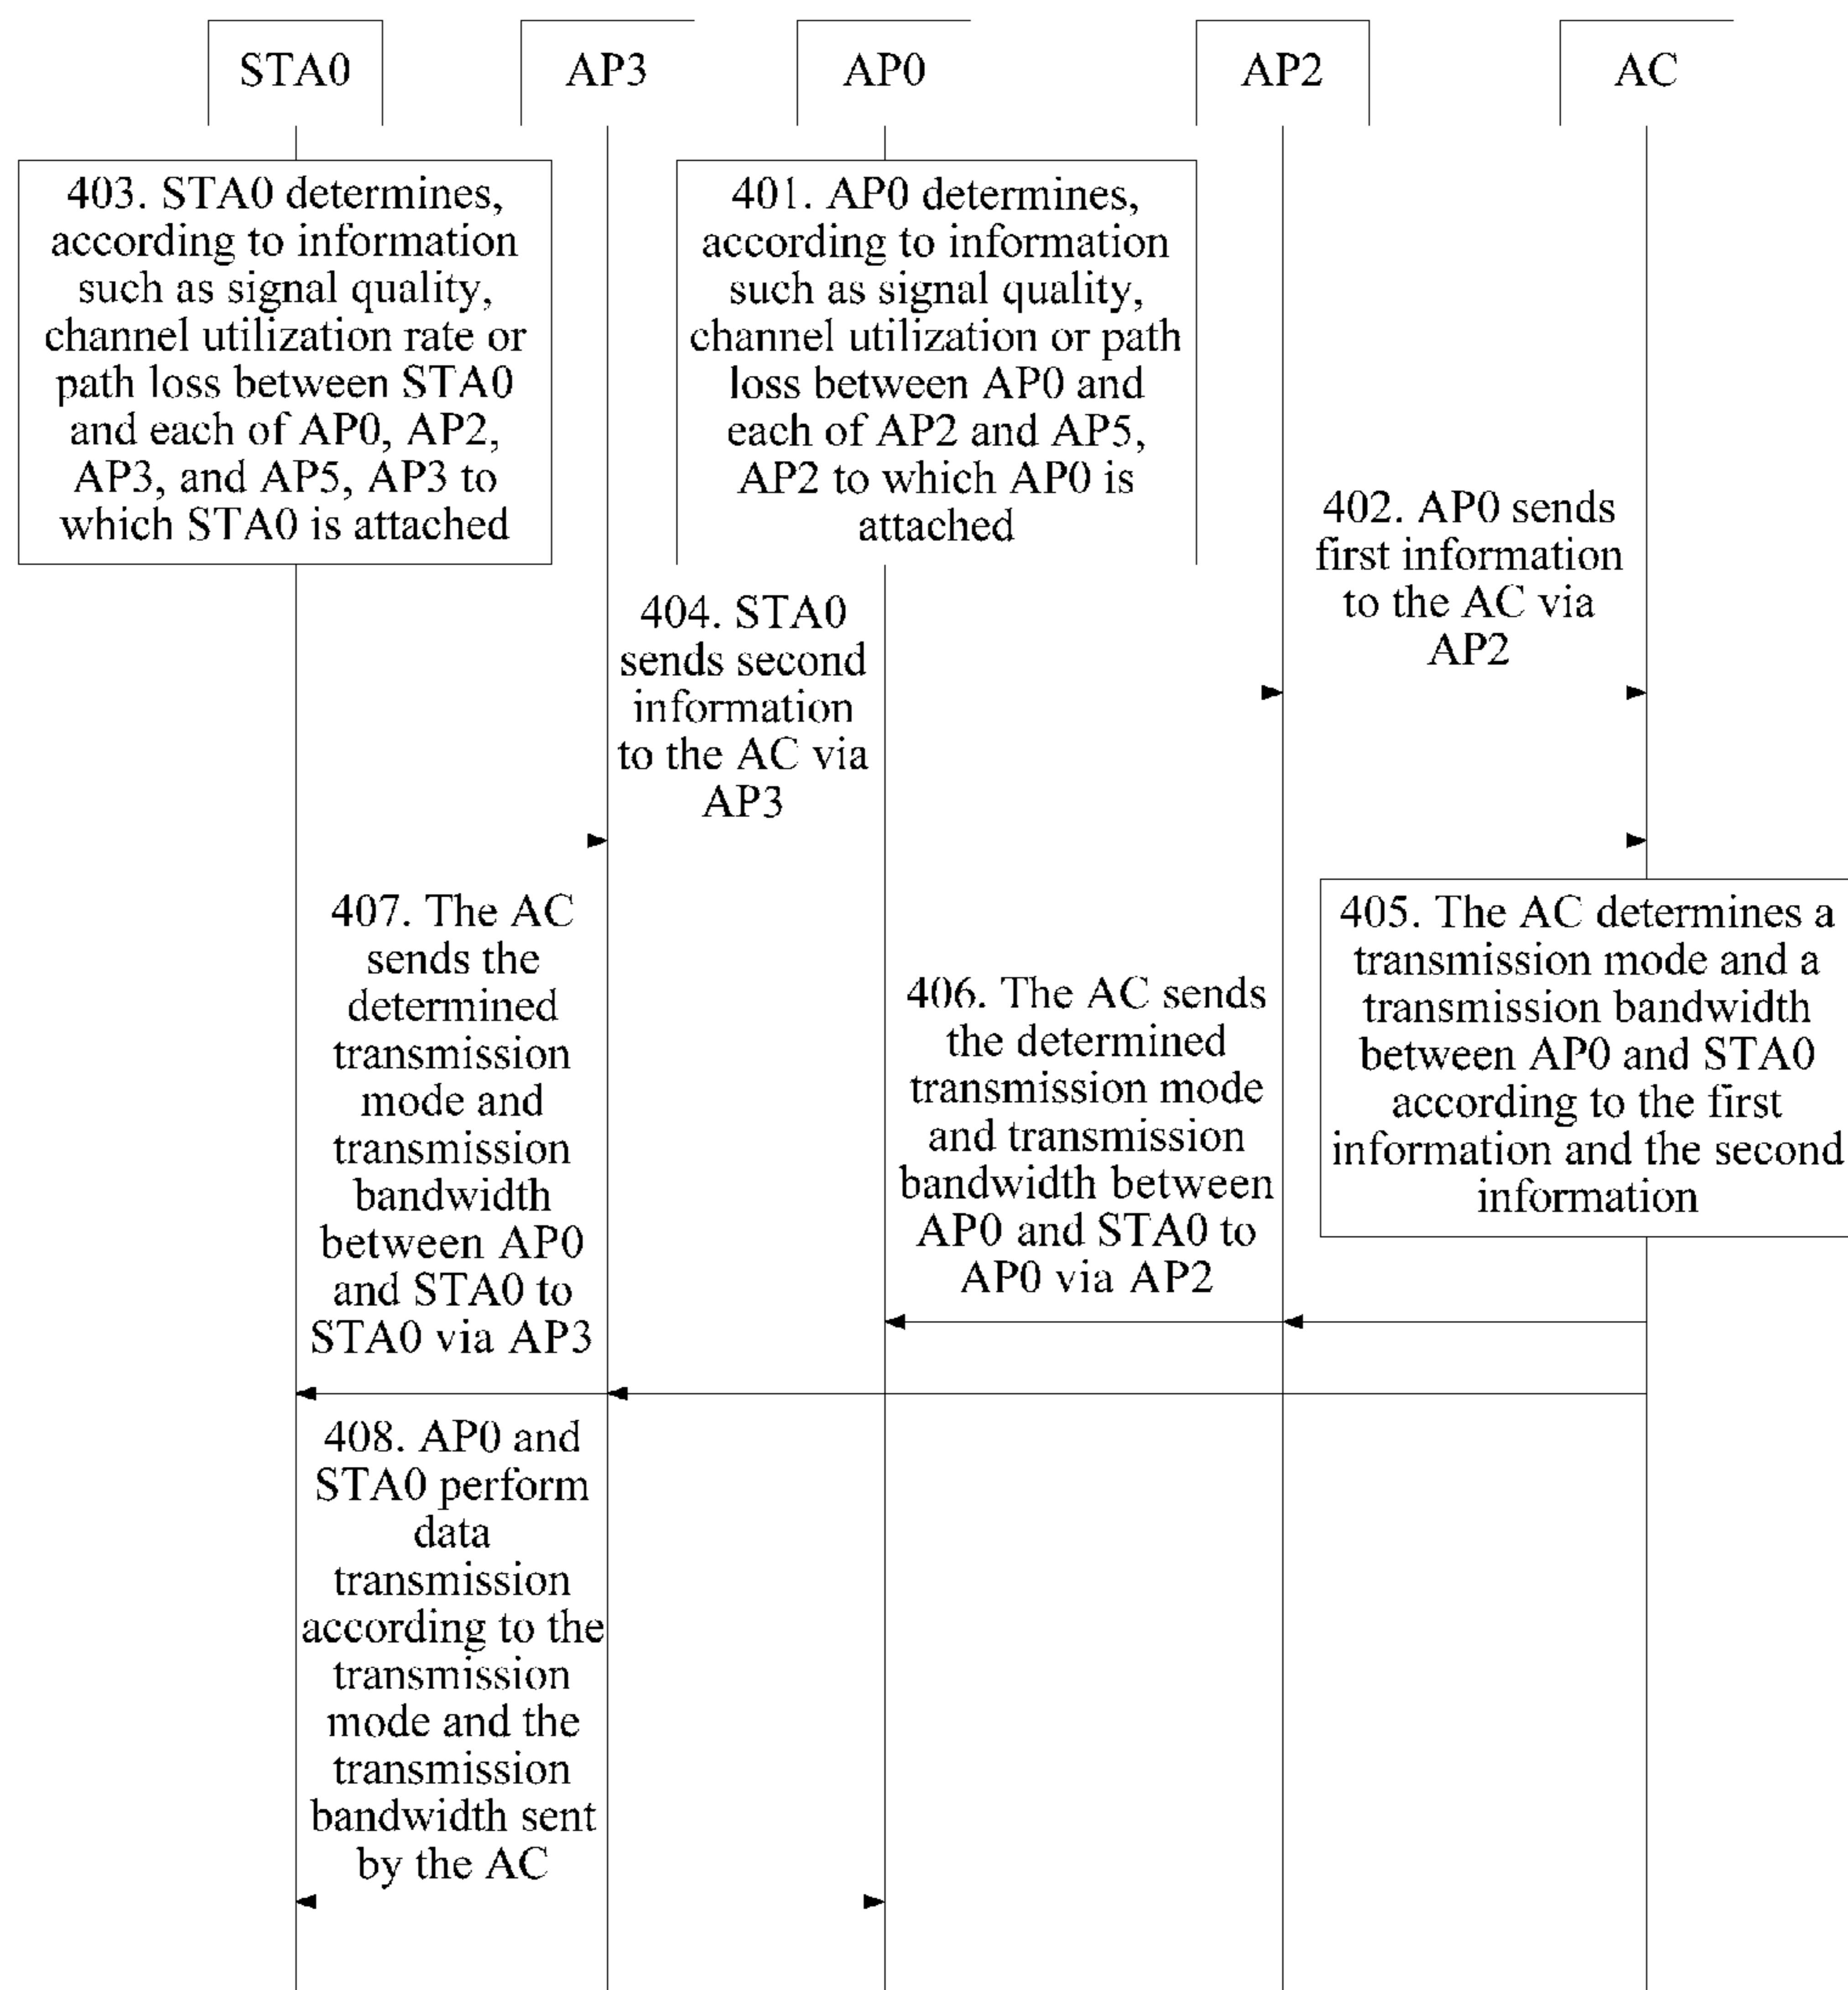 STA0
AP3
AP0
AP2
AC
403. STA0 determines,
according to information
such as signal quality,
channel utilization rate or
path loss between STA0
and each of AP0, AP2,
AP3, and AP5, AP3 to
which STA0 is attached
401. AP0 determines,
according to information
such as signal quality,
channel utilization or path
loss between AP0 and
each of AP2 and AP5,
AP2 to which AP0 is
attached
402. AP0 sends
first information
to the AC via
AP2
404. STA0
sends second
information
to the AC via
AP3
405. The AC determines a
transmission mode and a
transmission bandwidth
between AP0 and STA0
according to the first
information and the second
information
406. The AC sends
the determined
transmission mode
and transmission
bandwidth between
AP0 and STA0 to
AP0 via AP2
407. The AC
sends the
determined
transmission
mode and
transmission
bandwidth
between AP0
and STA0 to
STA0 via AP3
408. AP0 and
STA0 perform
data
transmission
according to the
transmission
mode and the
transmission
bandwidth sent
by the AC